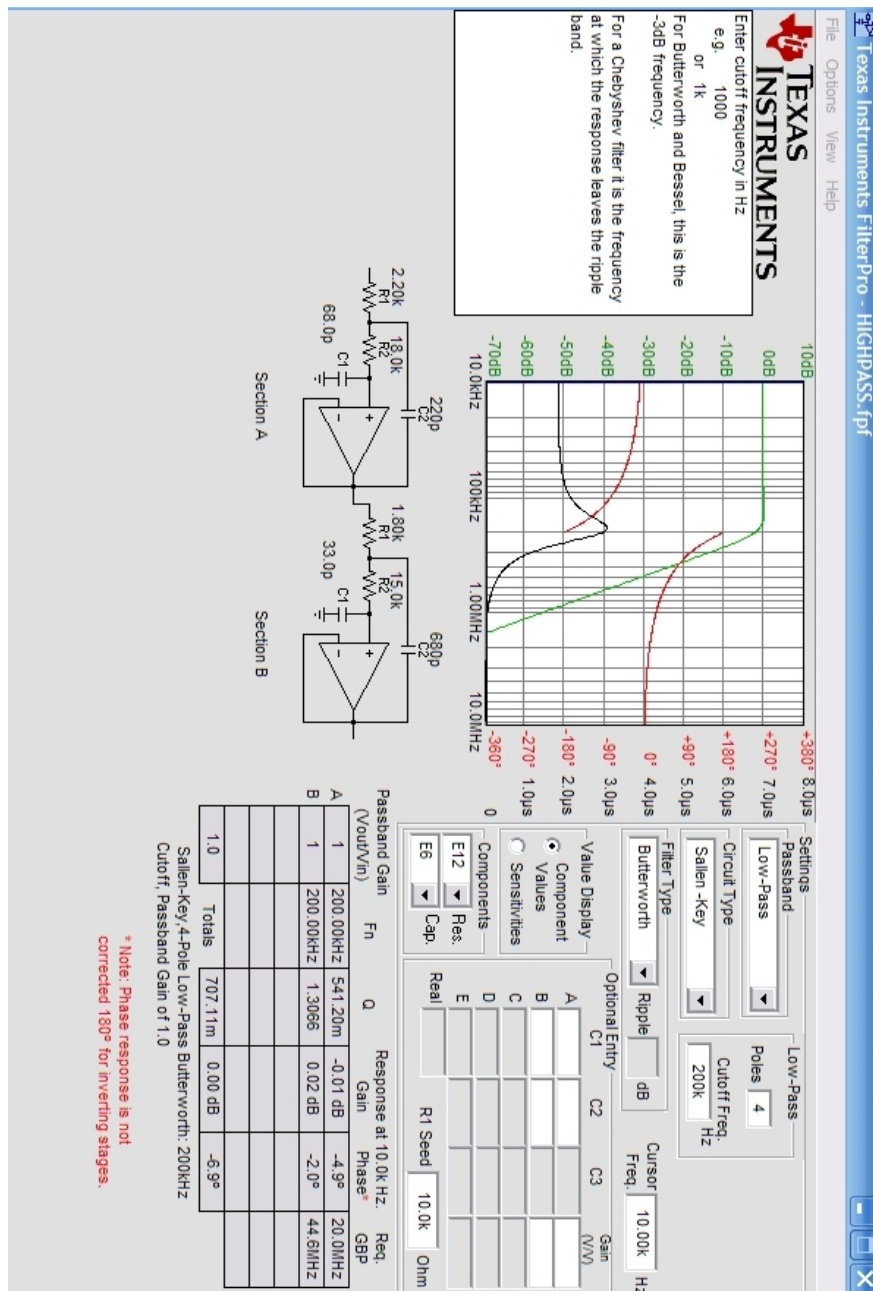 Texas Instruments FilterPro - HIGHPASS.fpf
File Options View Help
TEXAS
INSTRUMENTS
Enter cutoff frequency in Hz
e.g. 1000
or 1k
For Butterworth and Bessel, this is the
-3dB frequency.
For a Chebyshev filter it is the frequency
at which the response leaves the ripple
band.
10dB
0dB
-10dB
-20dB
-30dB
-40dB
-50dB
-60dB
-70dB
10.0kHz 100kHz 1.00MHz 10.0MHz
+380° 8.0µs
+270° 7.0µs
+180° 6.0µs
+90° 5.0µs
0° 4.0µs
-90° 3.0µs
-180° 2.0µs
-270° 1.0µs
-360° 0
Settings
Passband
Low-Pass
Circuit Type
Sallen -Key
Filter Type
Butterworth
Ripple dB
Low-Pass
Poles 4
Cutoff Freq.
200k Hz
Cursor
Freq. 10.00k Hz
Value Display
Component
Values
Sensitivities
Components
E12 Res.
E6 Cap.
Optional Entry
C1 C2 C3 Gain
(V/V)
A
B
C
D
E
Real
R1 Seed 10.0k Ohm
2.20k
R1
18.0k
R2
220p
C2
68.0p
C1
+
-
Section A
1.80k
R1
15.0k
R2
680p
C2
33.0p
C1
+
-
Section B
Passband Gain
(Vout/Vin) Fn Q
Response at 10.0k Hz.
Gain Phase*
Req.
GBP
A 1 200.00kHz 541.20m -0.01 dB -4.9° 20.0MHz
B 1 200.00kHz 1.3066 0.02 dB -2.0° 44.6MHz
1.0 Totals 707.11m 0.00 dB -6.9°
Sallen-Key,4-Pole Low-Pass Butterworth: 200kHz
Cutoff, Passband Gain of 1.0
* Note: Phase response is not
corrected 180° for inverting stages.